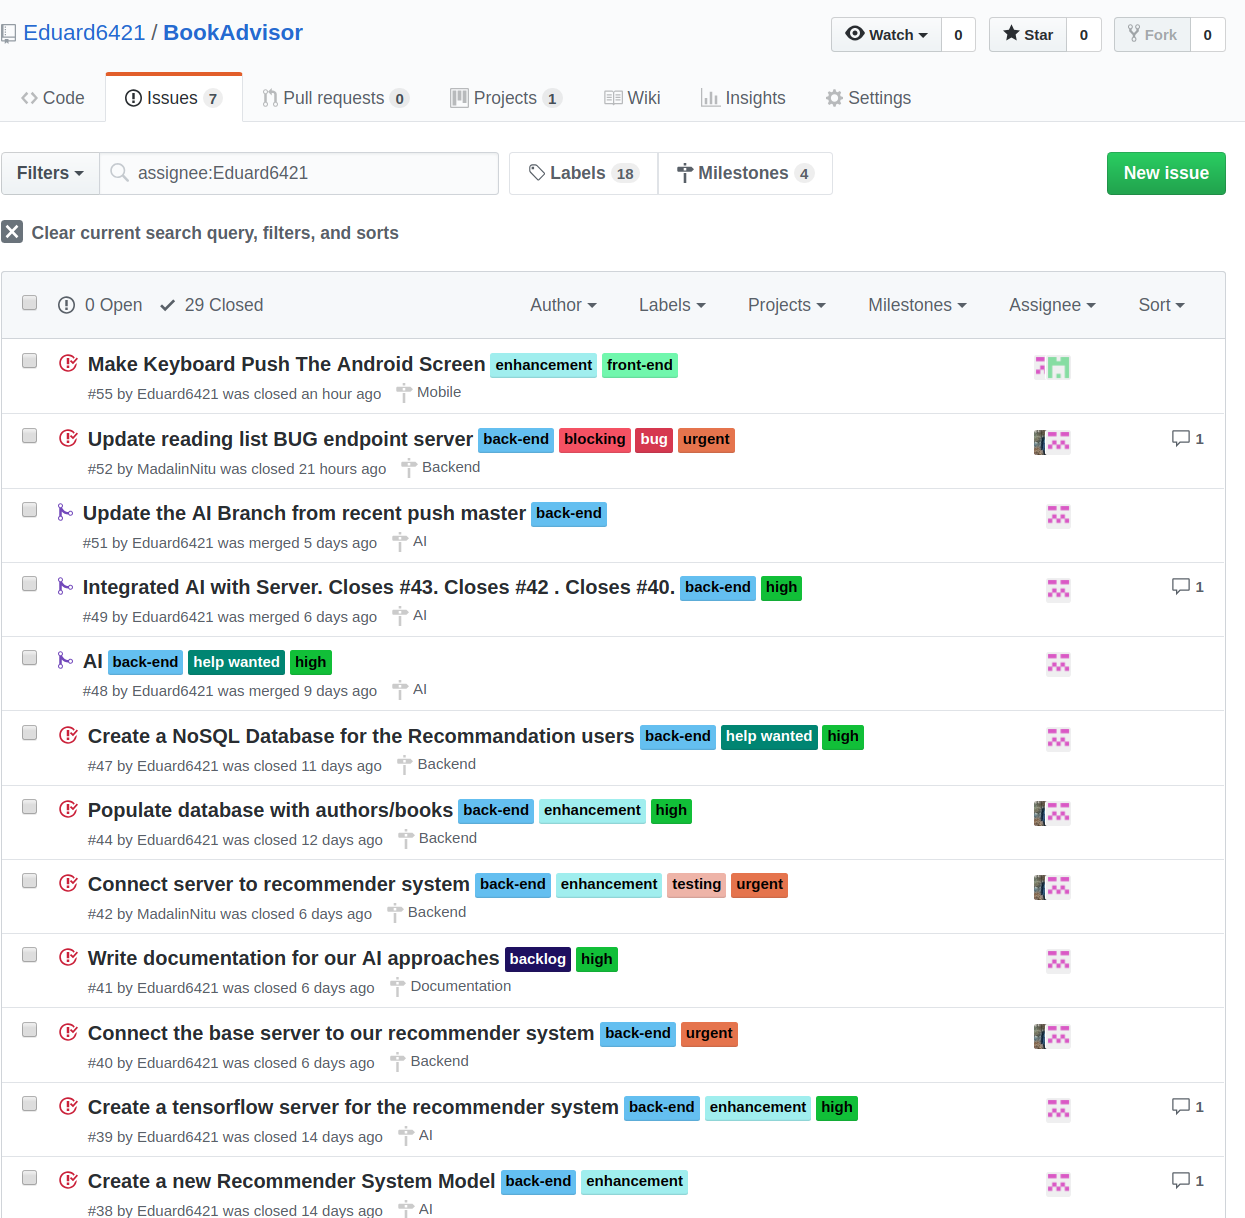 Eduard6421 / BookAdvisor
Watch 0 Star 0 Fork 0
Code Issues 7 Pull requests 0 Projects 1 Wiki Insights Settings
Filters assignee:Eduard6421 Labels 18 Milestones 4 New issue
Clear current search query, filters, and sorts
0 Open 29 Closed Author Labels Projects Milestones Assignee Sort
Make Keyboard Push The Android Screen enhancement front-end
#55 by Eduard6421 was closed an hour ago Mobile
Update reading list BUG endpoint server back-end blocking bug urgent 1
#52 by MadalinNitu was closed 21 hours ago Backend
Update the AI Branch from recent push master back-end
#51 by Eduard6421 was merged 5 days ago AI
Integrated AI with Server. Closes #43. Closes #42 . Closes #40. back-end high 1
#49 by Eduard6421 was merged 6 days ago AI
AI back-end help wanted high
#48 by Eduard6421 was merged 9 days ago AI
Create a NoSQL Database for the Recommandation users back-end help wanted high
#47 by Eduard6421 was closed 11 days ago Backend
Populate database with authors/books back-end enhancement high
#44 by Eduard6421 was closed 12 days ago Backend
Connect server to recommender system back-end enhancement testing urgent
#42 by MadalinNitu was closed 6 days ago Backend
Write documentation for our AI approaches backlog high
#41 by Eduard6421 was closed 6 days ago Documentation
Connect the base server to our recommender system back-end urgent
#40 by Eduard6421 was closed 6 days ago Backend
Create a tensorflow server for the recommender system back-end enhancement high 1
#39 by Eduard6421 was closed 14 days ago AI
Create a new Recommender System Model back-end enhancement 1
#38 by Eduard6421 was closed 14 days ago AI